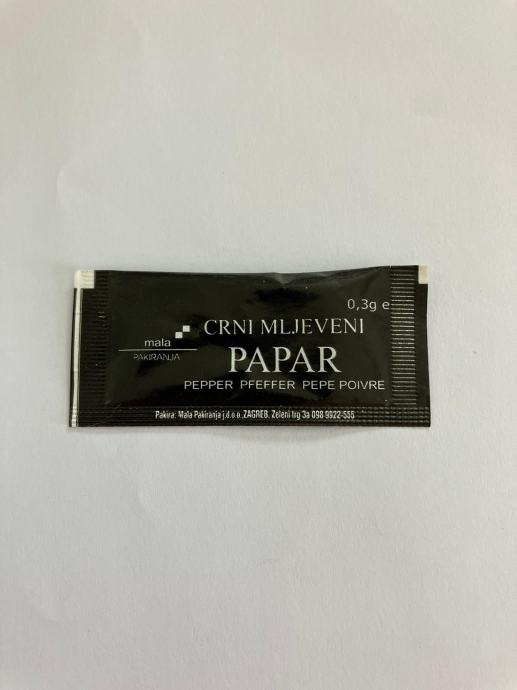 0,3g e
mala
PAKIRANJA
CRNI MLJEVENI
PAPAR
PEPPER PFEFFER PEPE POIVRE
Pakira: Mala Pakiranja j.d.o.o. ZAGREB, Zeleni trg 3a 098 9922-555